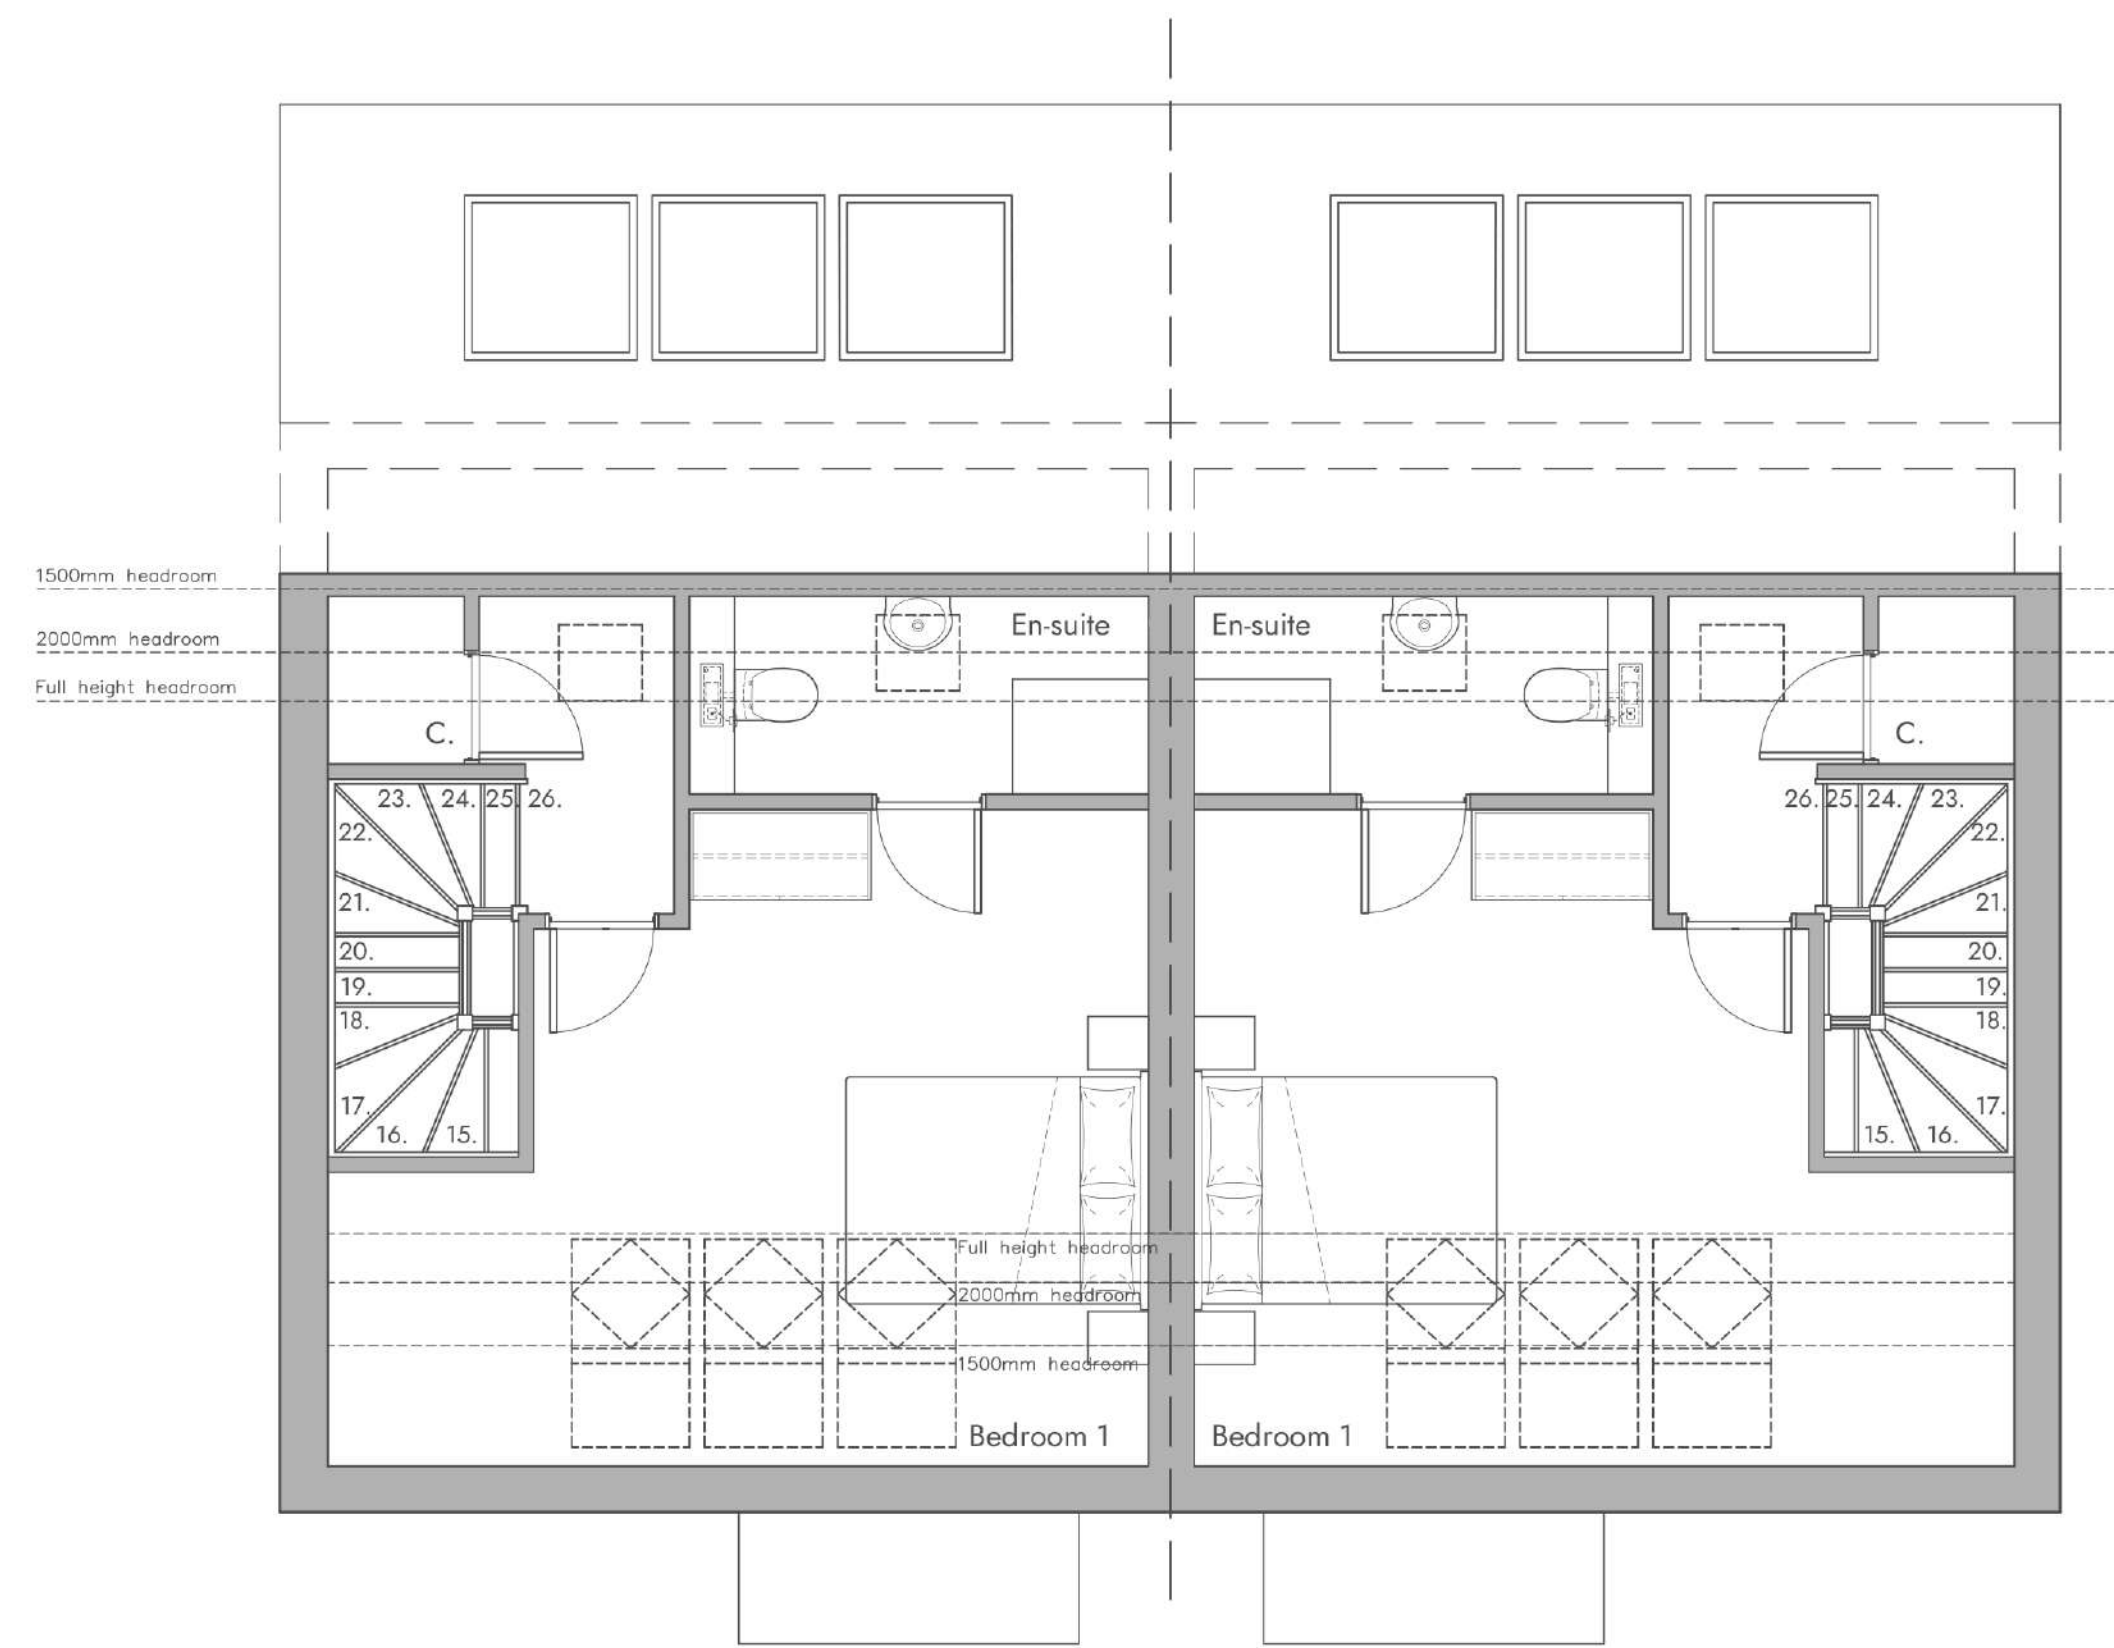 1500mm headroom
En-suite
En-suite
2000mm headroom
Full height headroom
C.
C.
23. 24. 25. 26.
26. 25. 24. 23.
22.
22.
21.
21.
20.
20.
19.
19.
18.
18.
17.
17.
16. 15.
15. 16.
Full height headroom
2000mm headroom
1500mm headroom
Bedroom 1
Bedroom 1